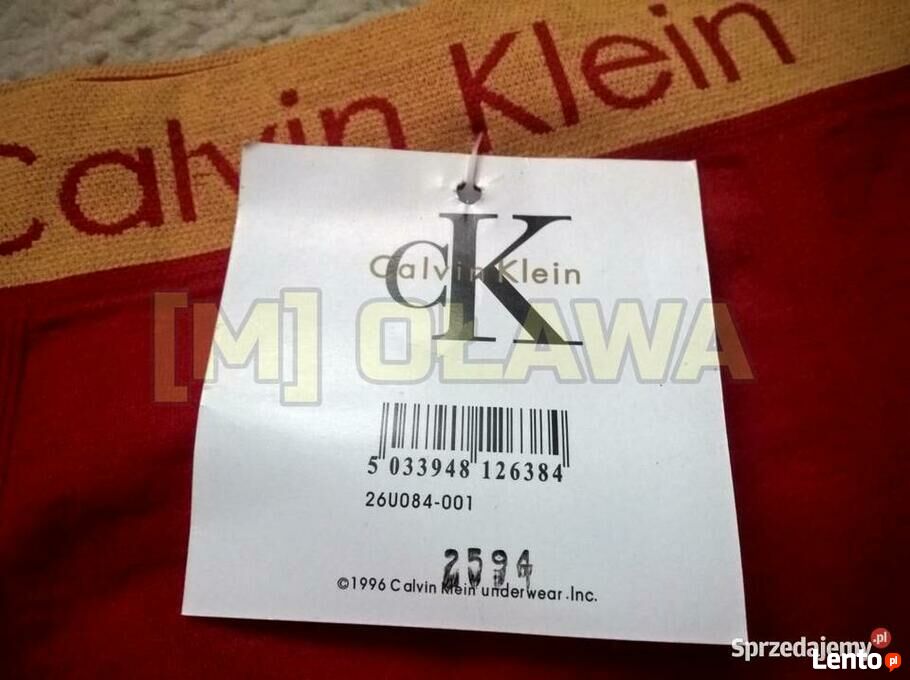 Calvin Klein
CK
Calvin Klein
[M] OŁAWA
5 033948 126384
26U084-001
2594
©1996 Calvin Klein underwear.Inc.
Sprzedajemy.pl
Lento.pl